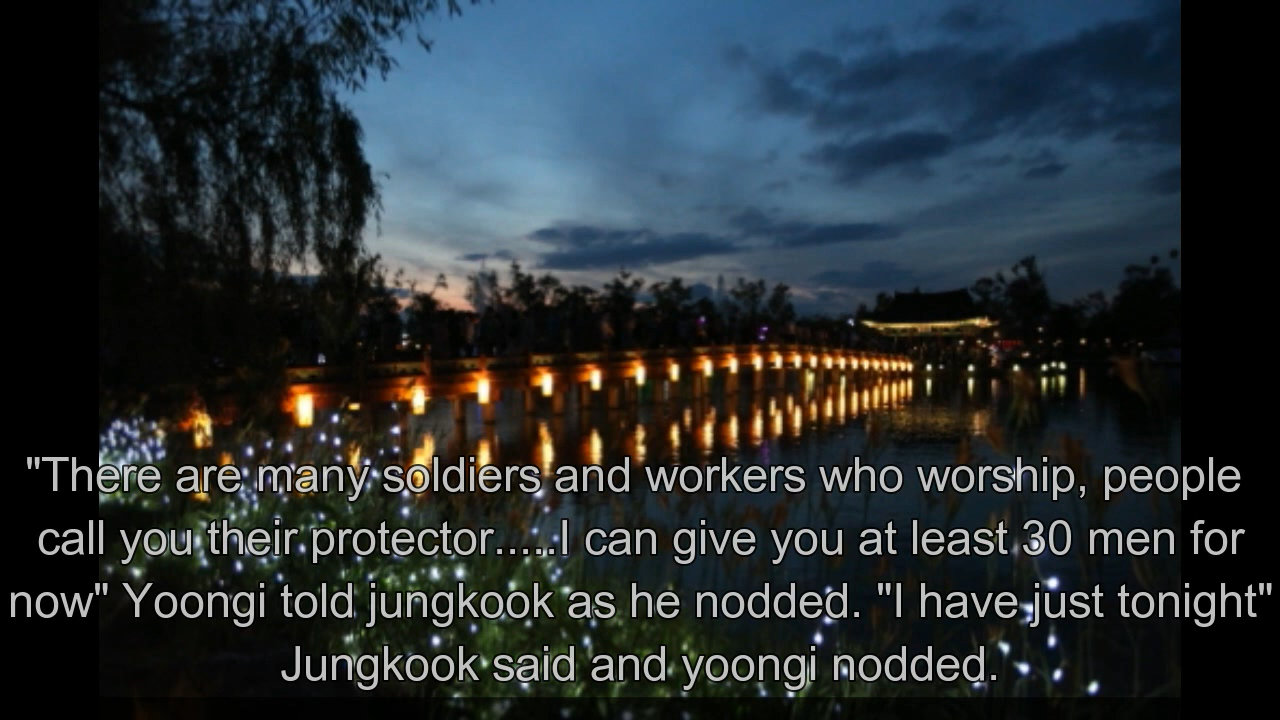 "There are many soldiers and workers who worship, people
call you their protector.....I can give you at least 30 men for
now" Yoongi told jungkook as he nodded. "I have just tonight"
Jungkook said and yoongi nodded.